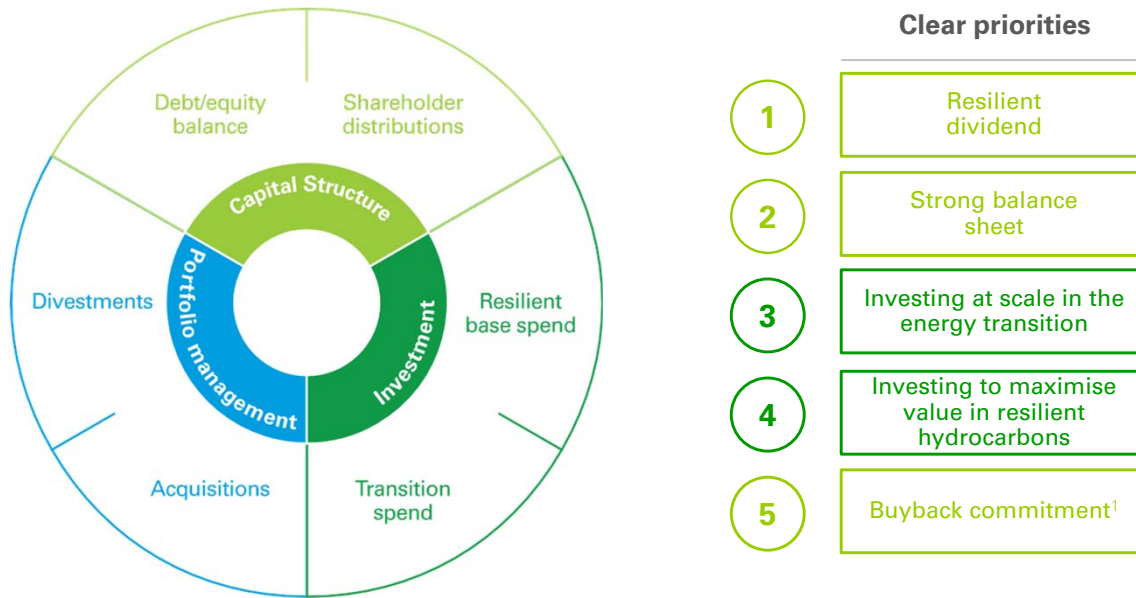 Debt/equity
balance
Shareholder
distributions
Capital Structure
Portfolio management
Investment
Divestments
Resilient
base spend
Acquisitions
Transition
spend
Clear priorities
1
Resilient
dividend
2
Strong balance
sheet
3
Investing at scale in the
energy transition
4
Investing to maximise
value in resilient
hydrocarbons
5
Buyback commitment¹